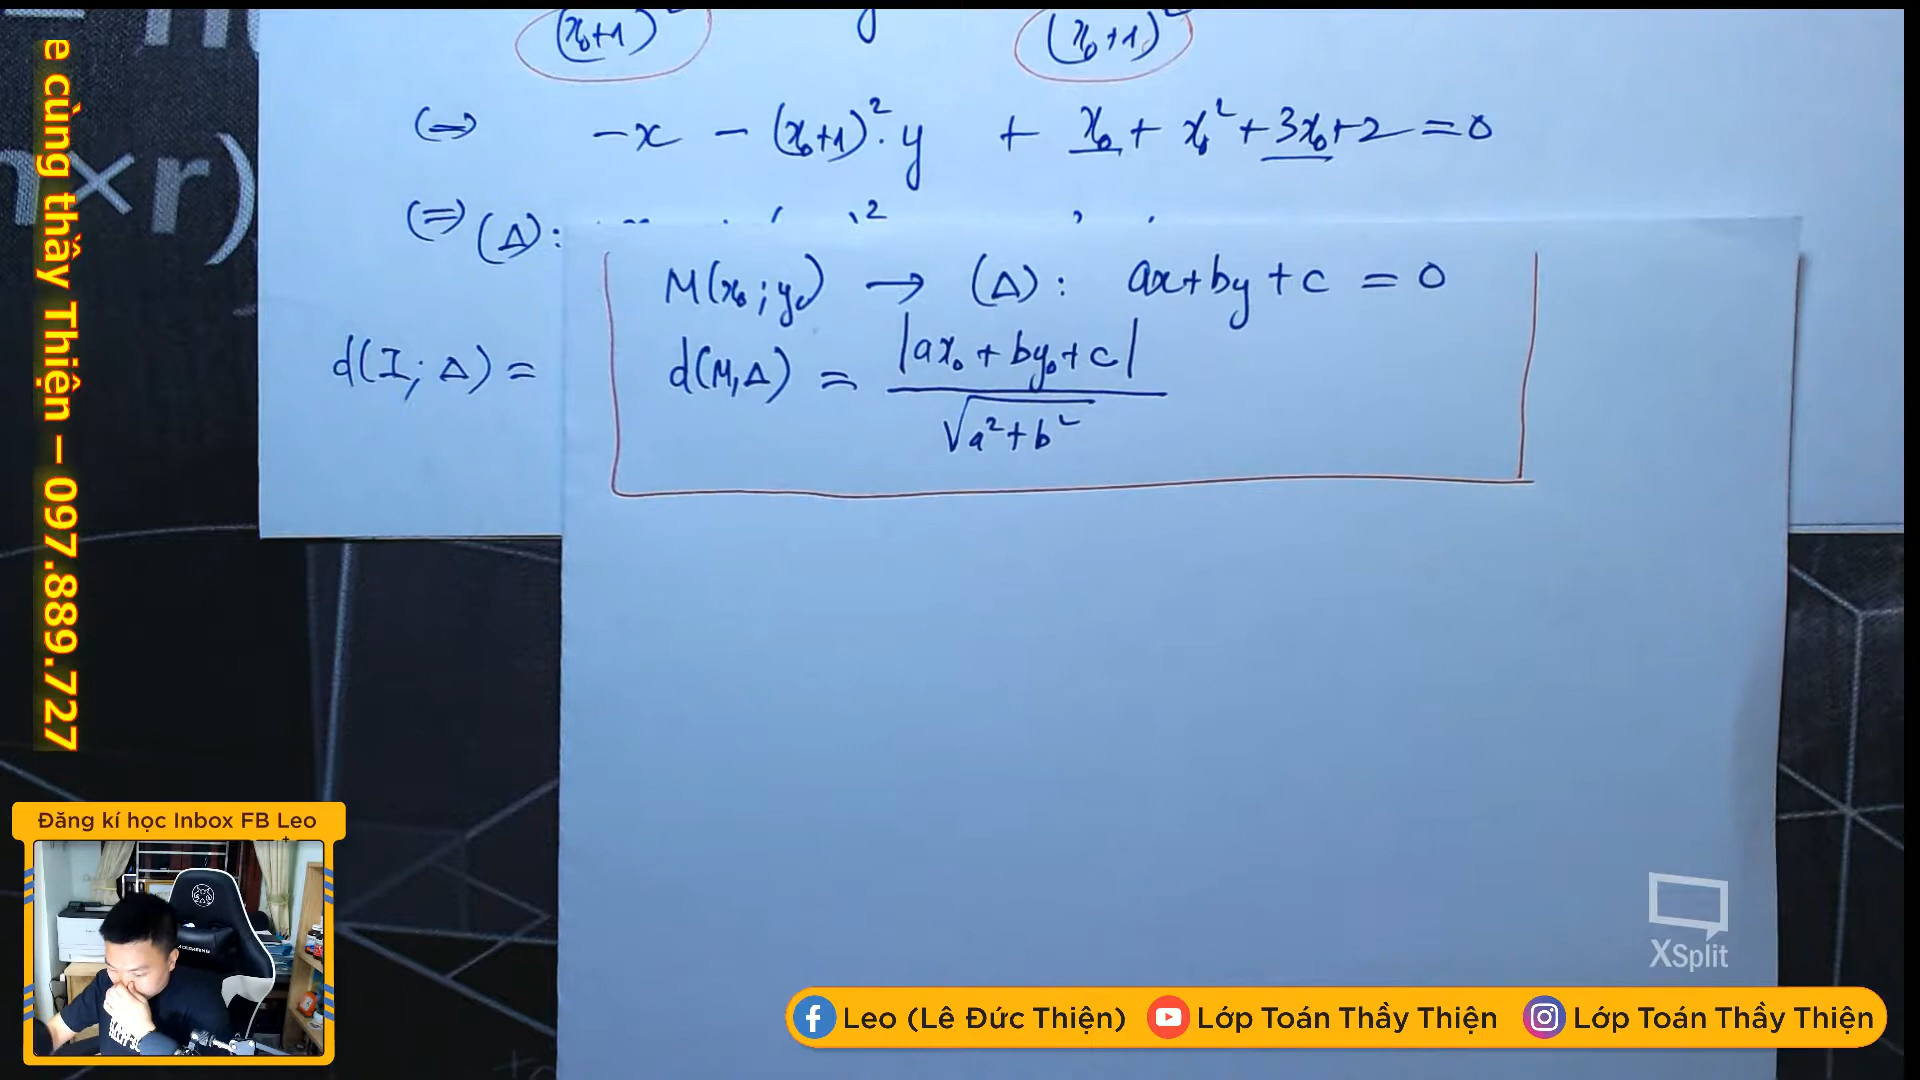 (x₀+1)² y (x₀+1)²
⇔ -x - (x₀+1)².y + x₀ + x₀² + 3x₀ + 2 = 0
⇔ (Δ):
M(x₀; y₀) → (Δ): ax+by+c = 0
d(I; Δ) =
d(M,Δ) = |ax₀ + by₀ + c| / √a²+b²
n×r)
e cùng thầy Thiện – 097.889.727
Đăng kí học Inbox FB Leo
XSplit
Leo (Lê Đức Thiện) Lớp Toán Thầy Thiện Lớp Toán Thầy Thiện